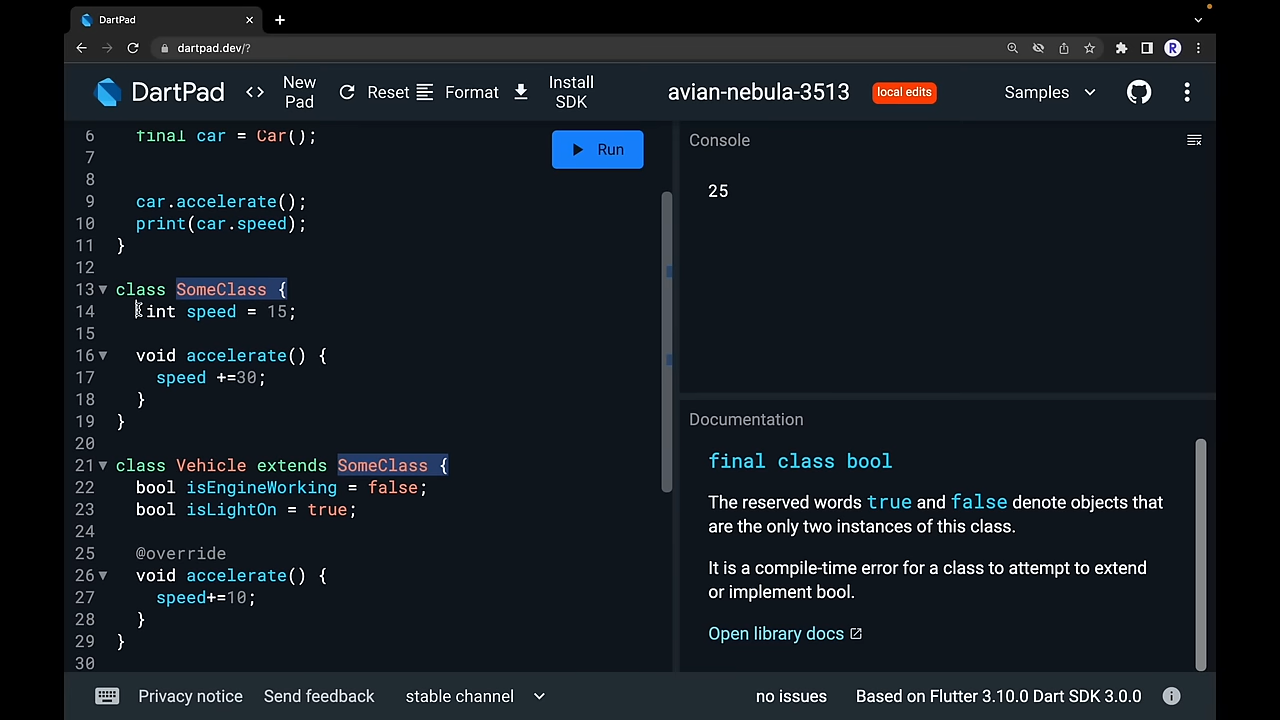 DartPad
dartpad.dev/?
R
DartPad
New Pad
Reset
Format
Install SDK
avian-nebula-3513
local edits
Samples
6 final car = Car();
7
8
9 car.accelerate();
10 print(car.speed);
11 }
12
13 class SomeClass {
14 int speed = 15;
15
16 void accelerate() {
17 speed +=30;
18 }
19 }
20
21 class Vehicle extends SomeClass {
22 bool isEngineWorking = false;
23 bool isLightOn = true;
24
25 @override
26 void accelerate() {
27 speed+=10;
28 }
29 }
30
Run
Console
25
Documentation
final class bool
The reserved words true and false denote objects that
are the only two instances of this class.
It is a compile-time error for a class to attempt to extend
or implement bool.
Open library docs
Privacy notice
Send feedback
stable channel
no issues
Based on Flutter 3.10.0 Dart SDK 3.0.0